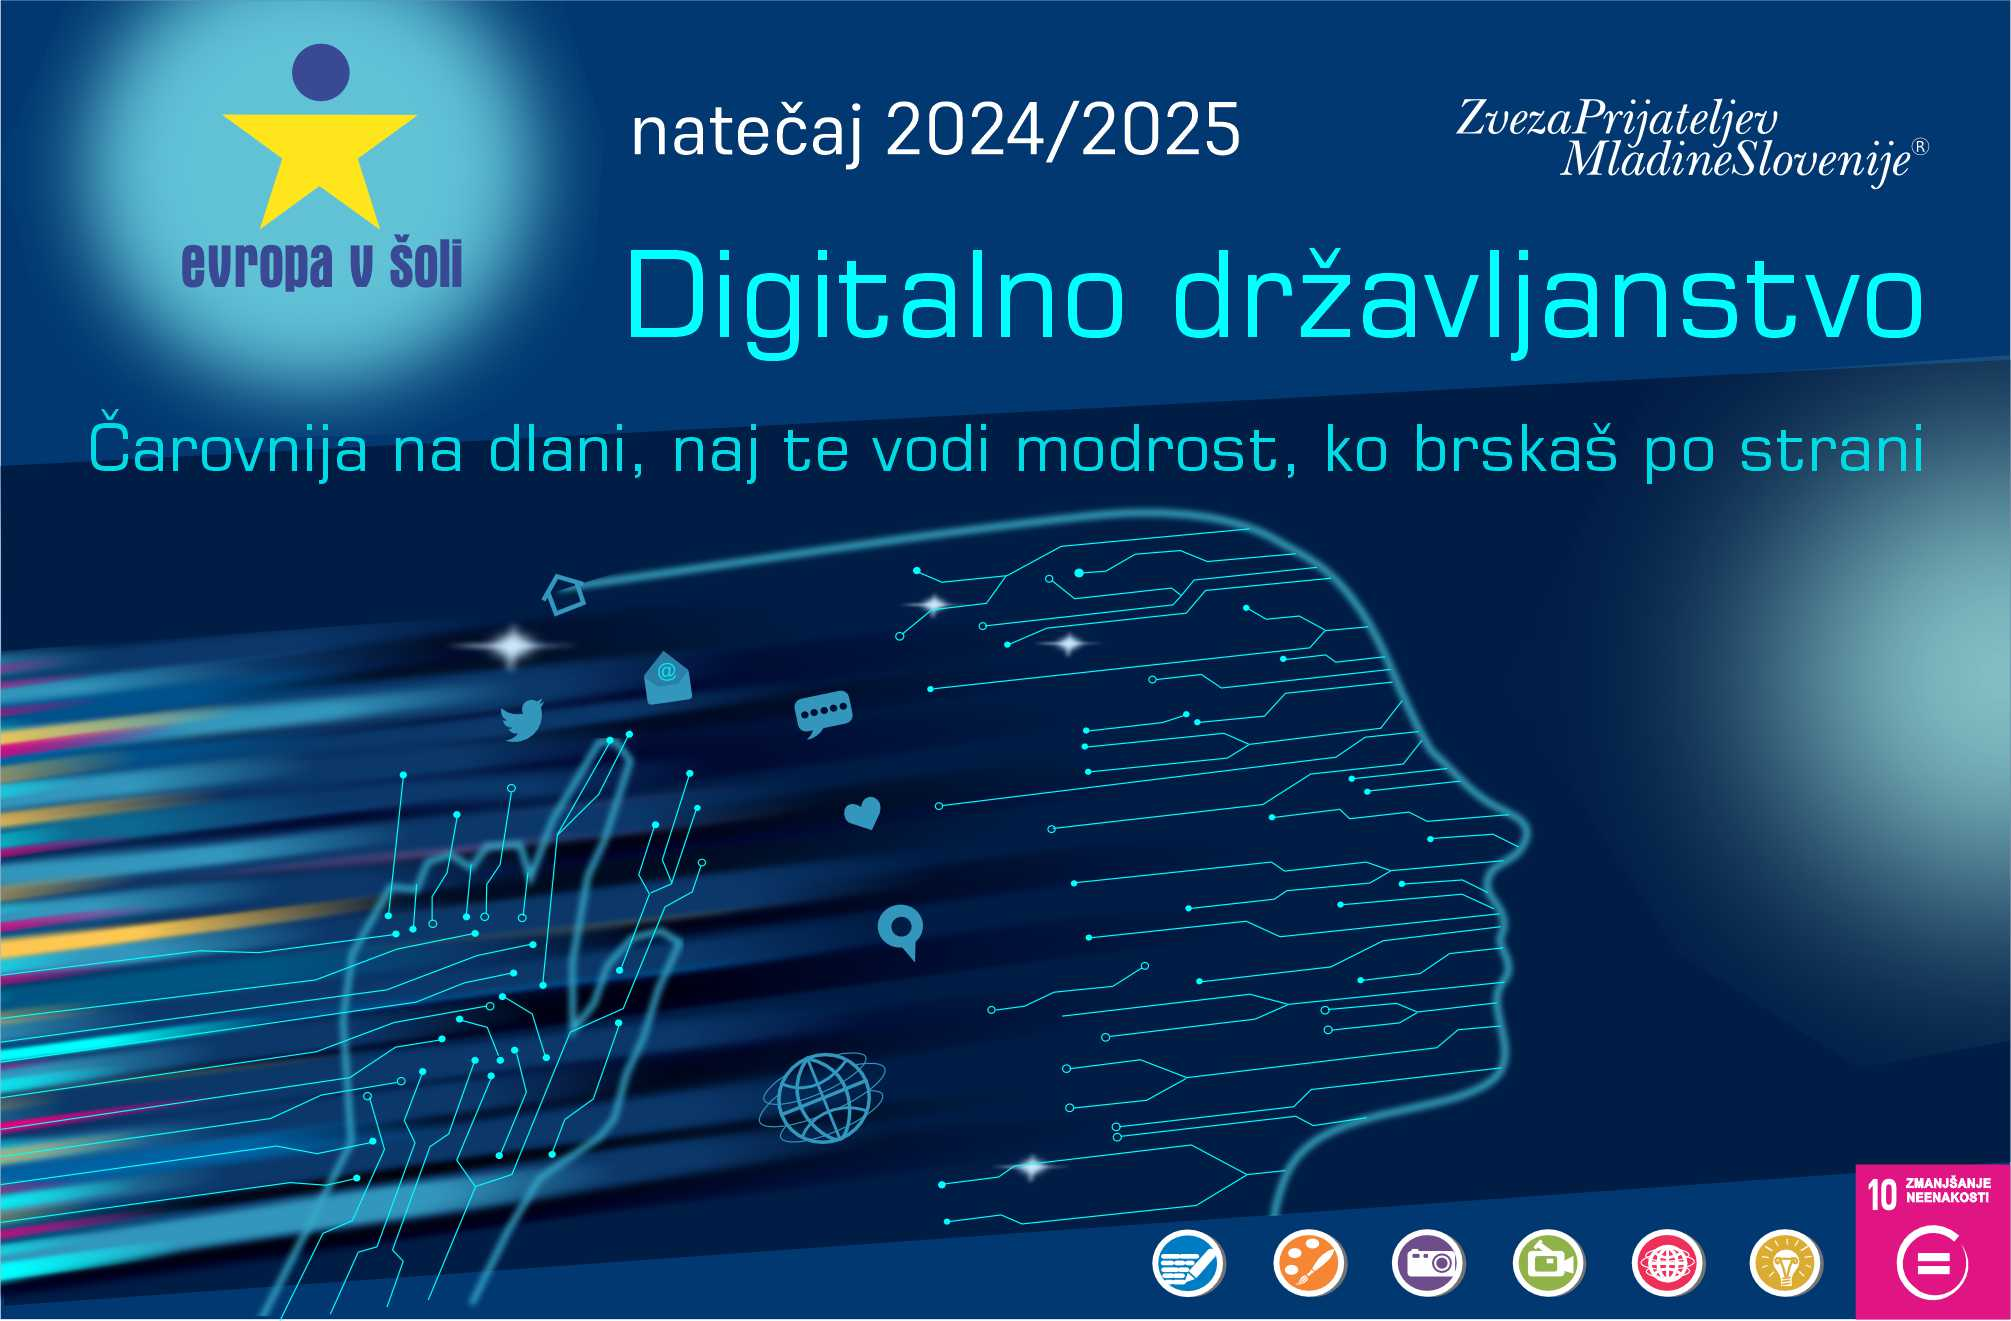 evropa v šoli
natečaj 2024/2025
ZvezaPrijateljev
MladineSlovenije®
Digitalno državljanstvo
Čarovnija na dlani, naj te vodi modrost, ko brskaš po strani
@
10 ZMANJŠANJE
NEENAKOSTI